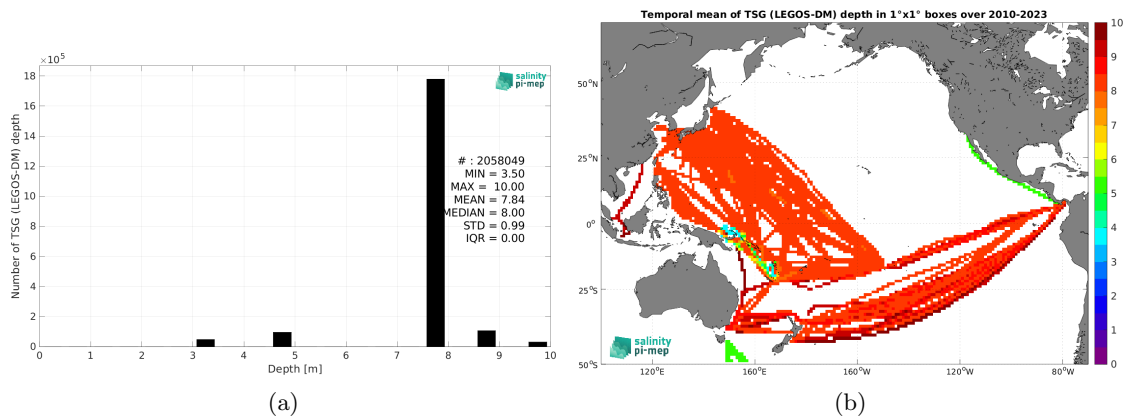 ×10⁵
18
16
14
12
10
8
6
4
2
0
Number of TSG (LEGOS-DM) depth
0 1 2 3 4 5 6 7 8 9 10
Depth [m]
salinity
pi-mep
# : 2058049
MIN = 3.50
MAX = 10.00
MEAN = 7.84
MEDIAN = 8.00
STD = 0.99
IQR = 0.00
(a)
Temporal mean of TSG (LEGOS-DM) depth in 1°x1° boxes over 2010-2023
50°N
25°N
0°
25°S
50°S
120°E 160°E 160°W 120°W 80°W
salinity
pi-mep
10
9
8
7
6
5
4
3
2
1
0
(b)